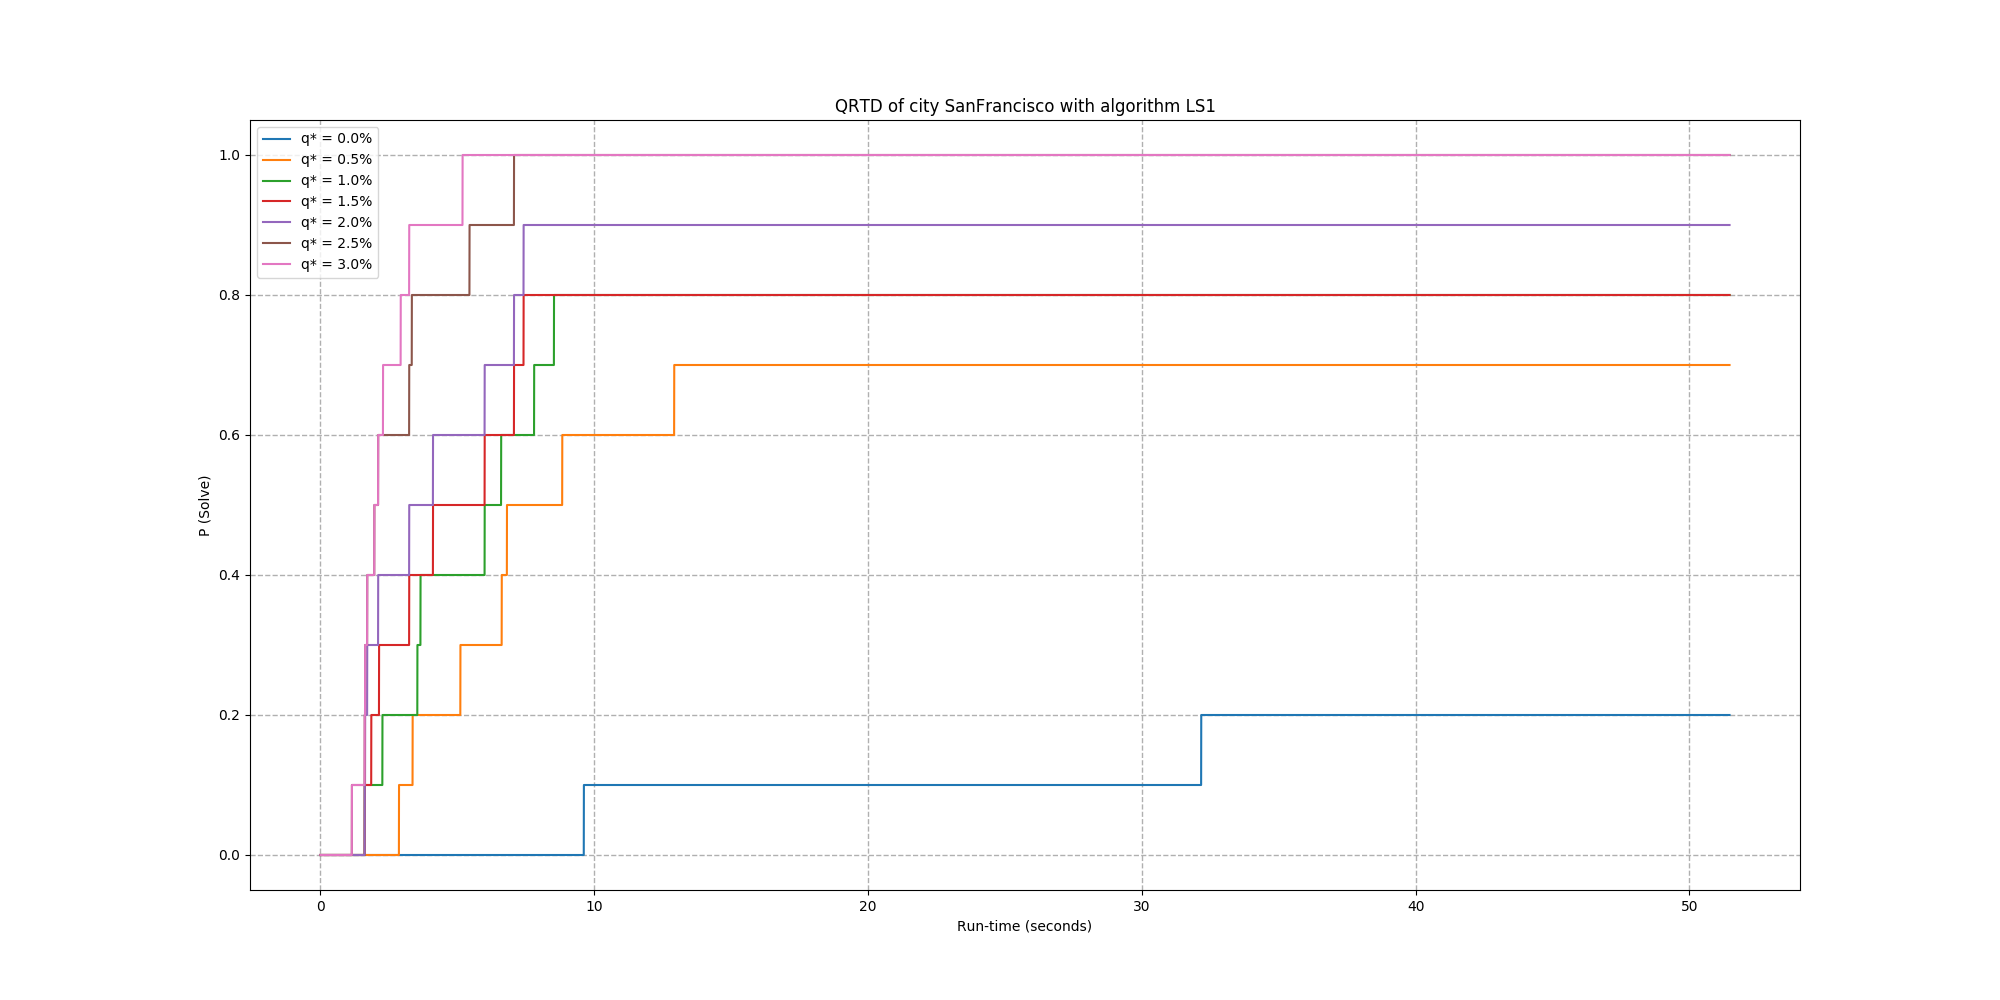 QRTD of city SanFrancisco with algorithm LS1
q* = 0.0%
q* = 0.5%
q* = 1.0%
q* = 1.5%
q* = 2.0%
q* = 2.5%
q* = 3.0%
1.0
0.8
0.6
0.4
0.2
0.0
P (Solve)
0 10 20 30 40 50
Run-time (seconds)